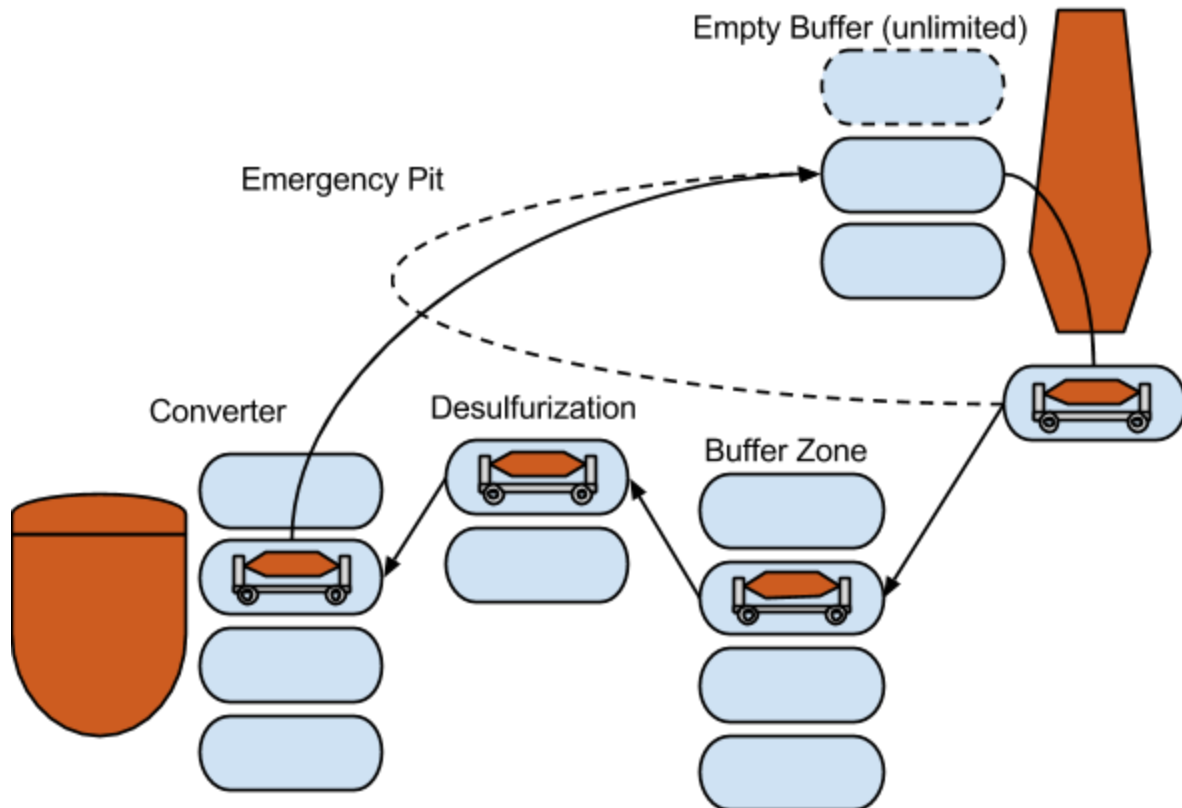 Empty Buffer (unlimited)
Emergency Pit
Converter
Desulfurization
Buffer Zone